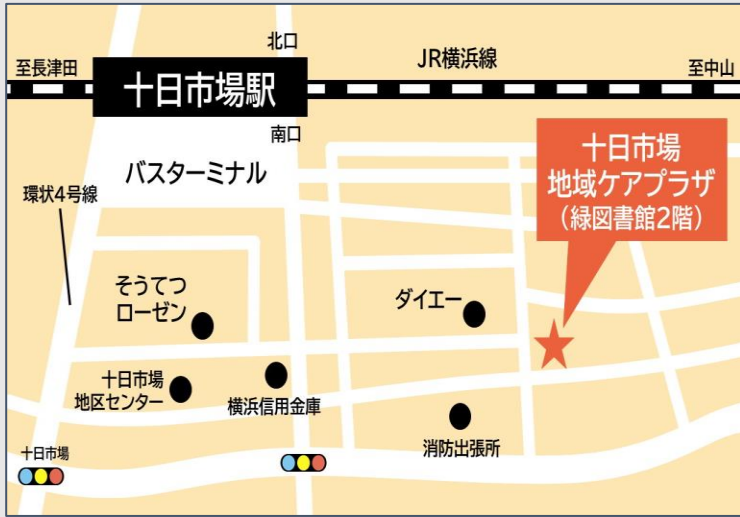 北口
JR横浜線
至長津田
至中山
十日市場駅
南口
バスターミナル
十日市場
地域ケアプラザ
（緑図書館2階）
環状4号線
そうてつ
ローゼン
ダイエー
十日市場
地区センター
横浜信用金庫
消防出張所
十日市場